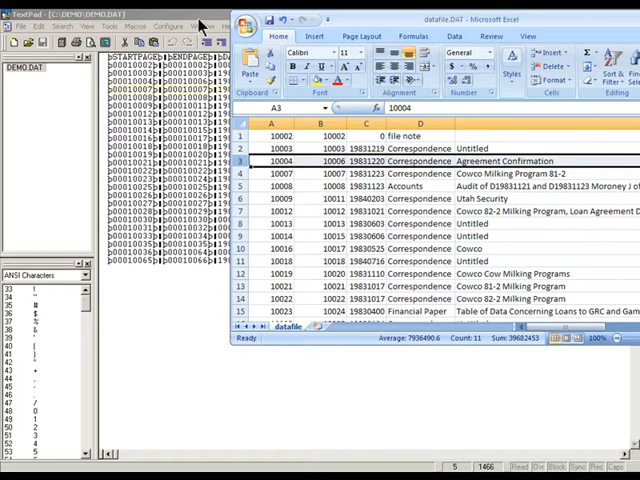 TextPad - [C:\DEMO\DEMO.DAT]
File Edit Search View Tools Macros Configure
DEMO.DAT
ANSI Characters
33 !
34 "
35 #
36 $
37 %
38 &
39 '
40 (
41 )
42 *
43 +
44 ,
45 -
46 .
47 /
48 0
49 1
50 2
51 3
52 4
53 5
þSTARTPAGEþ þENDPAGEþ
datafile.DAT - Microsoft Excel
Home Insert Page Layout Formulas Data Review View
Paste
Calibri 11
General
Styles
Insert
Delete
Format
Sort & Filter
Clipboard Font Alignment Number Cells
A3 10004
A B C D
1 10002 10002 0 file note
2 10003 10003 19831219 Correspondence Untitled
3 10004 10006 19831220 Correspondence Agreement Confirmation
4 10007 10007 19831223 Correspondence Cowco Milking Program 81-2
5 10008 10008 19831123 Accounts Audit of D19831121 and D19831123 Moroney J
6 10009 10011 19840203 Correspondence Utah Security
7 10012 10012 19831021 Correspondence Cowco 82-2 Milking Program, Loan Agreement D
8 10013 10013 19830603 Correspondence Untitled
9 10014 10015 19830606 Correspondence Untitled
10 10016 10017 19830525 Correspondence Cowco
11 10018 10018 19840716 Correspondence Untitled
12 10019 10020 19831110 Correspondence Cowco Cow Milking Programs
13 10021 10021 Correspondence Cowco 81-2 Milking Program
14 10022 10022 Correspondence Cowco 82-2 Milking Program
15 10023 10024 19830400 Financial Paper Table of Data Concerning Loans to GRC and Gam
datafile
Ready Average: 7936490.6 Count: 11 Sum: 39682453 100%
5 1466 Read Ovr Block Sync Rec Caps